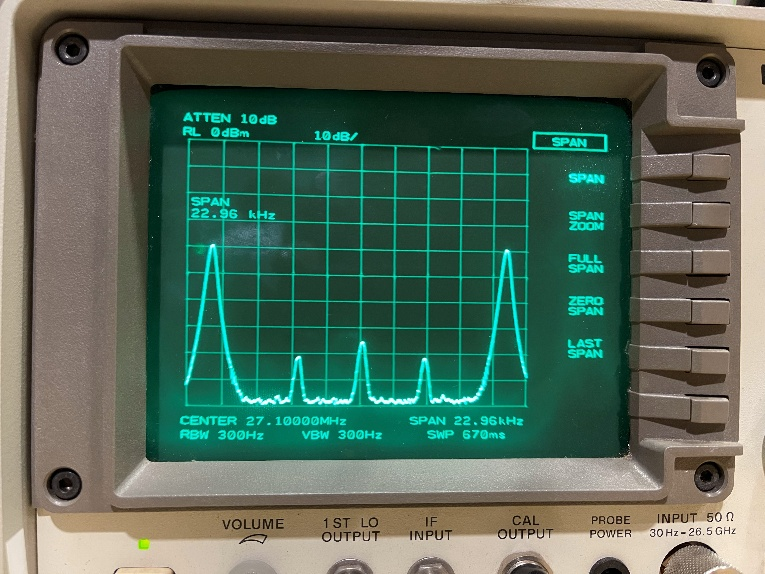 ATTEN 10dB
RL 0dBm 10dB/
SPAN
22.96 kHz
SPAN
SPAN
SPAN
ZOOM
FULL
SPAN
ZERO
SPAN
LAST
SPAN
CENTER 27.10000MHz SPAN 22.96kHz
RBW 300Hz VBW 300Hz SWP 670ms
VOLUME
1ST LO
OUTPUT
IF
INPUT
CAL
OUTPUT
PROBE
POWER
INPUT 50Ω
30Hz-26.5GHz